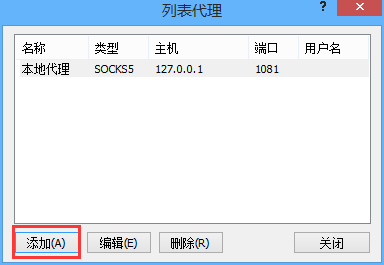 列表代理
? ×
名称 类型 主机 端口 用户名
本地代理 SOCKS5 127.0.0.1 1081
添加(A) 编辑(E) 刪除(R) 关闭